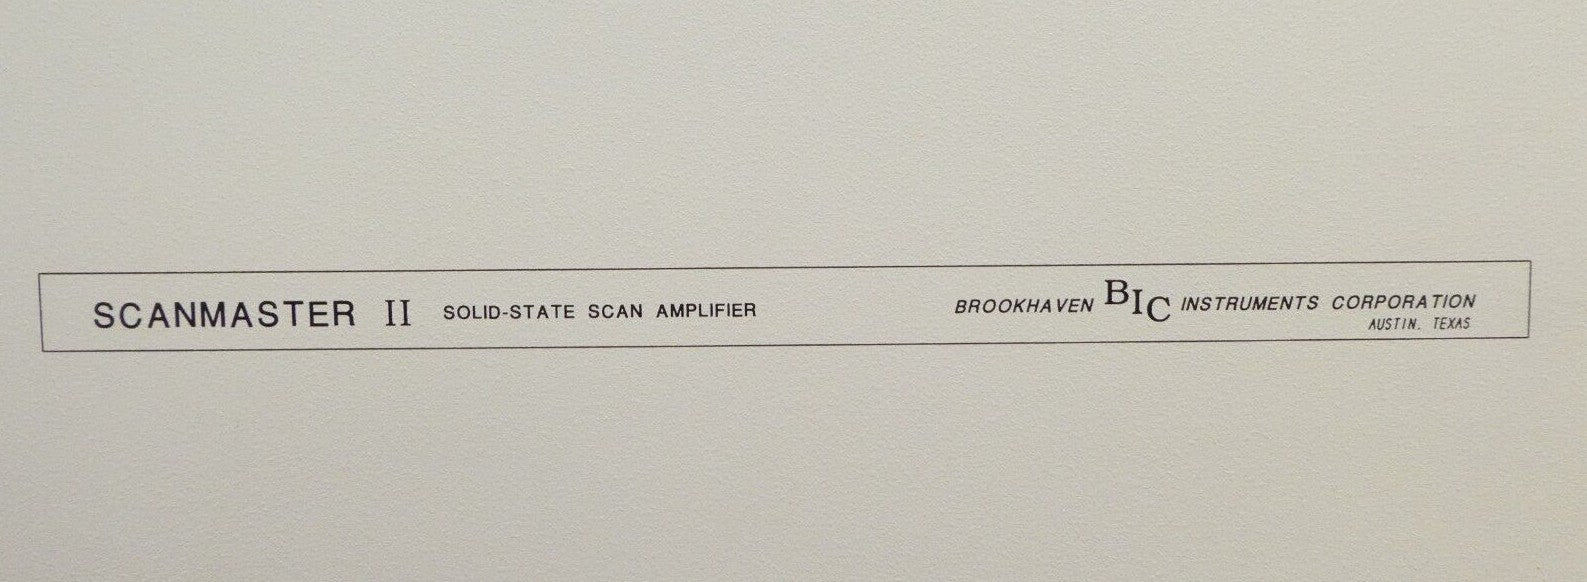 SCANMASTER II SOLID-STATE SCAN AMPLIFIER BROOKHAVEN BIC INSTRUMENTS CORPORATION
AUSTIN. TEXAS